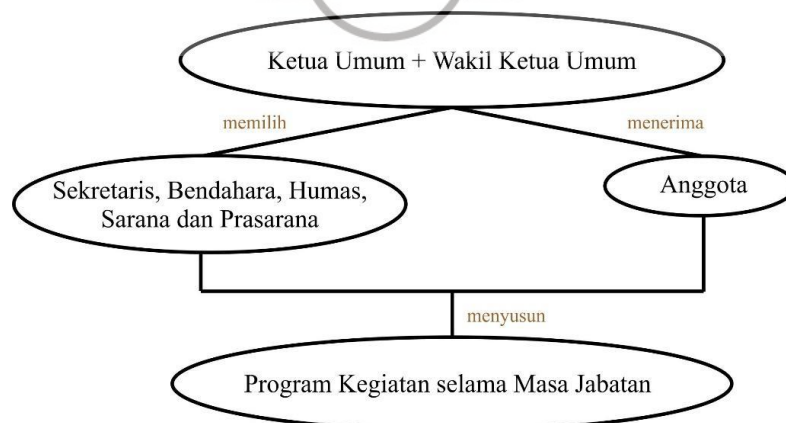 Ketua Umum + Wakil Ketua Umum
memilih
menerima
Sekretaris, Bendahara, Humas,
Sarana dan Prasarana
Anggota
menyusun
Program Kegiatan selama Masa Jabatan